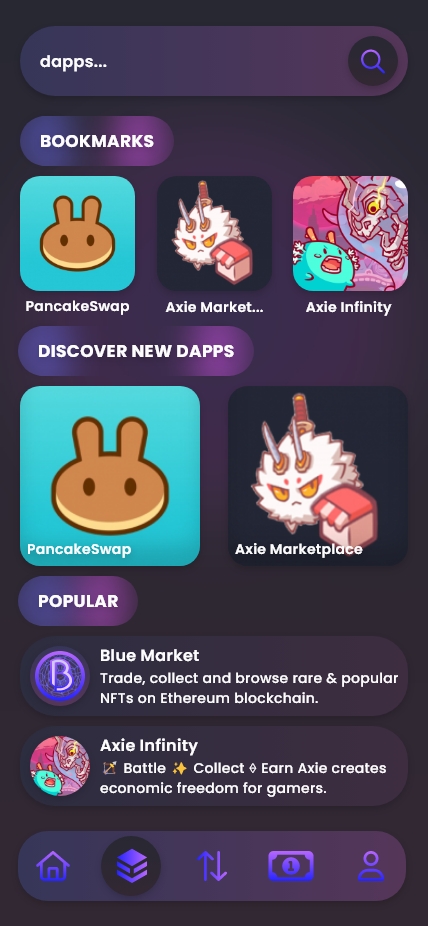 dapps...
BOOKMARKS
PancakeSwap
Axie Market...
Axie Infinity
DISCOVER NEW DAPPS
PancakeSwap
Axie Marketplace
POPULAR
Blue Market
Trade, collect and browse rare & popular
NFTs on Ethereum blockchain.
Axie Infinity
🏹 Battle ✨ Collect ⟠ Earn Axie creates
economic freedom for gamers.
1